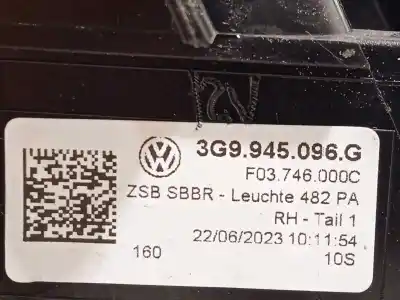 3G9.945.096.G
F03.746.000C
ZSB SBBR - Leuchte 482 PA
RH - Tail 1
22/06/2023 10:11:54
160 10S